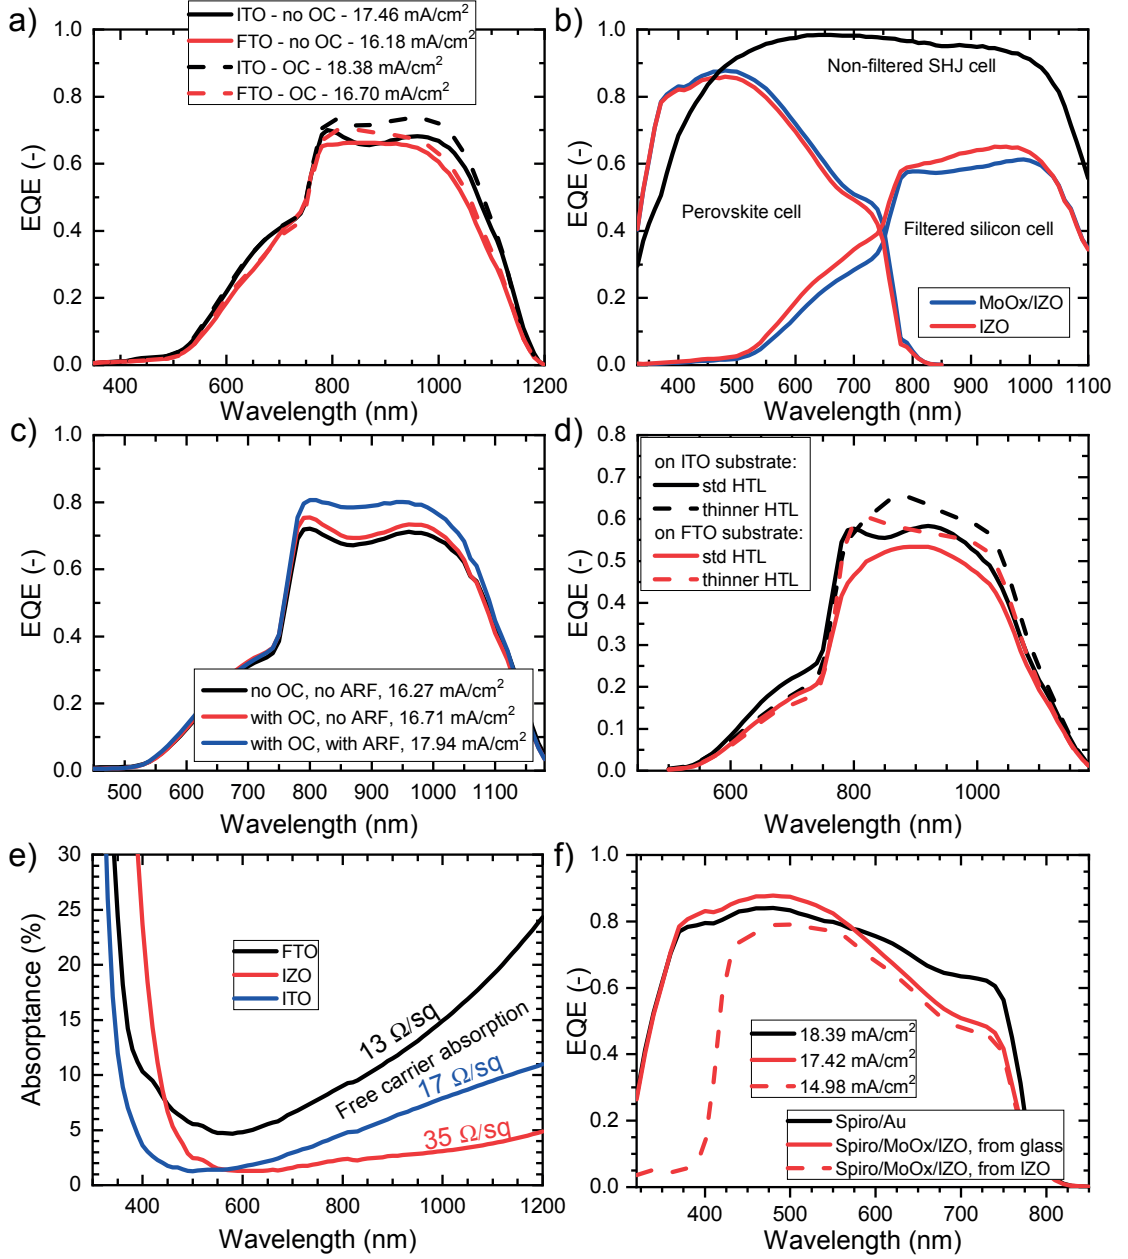 a)
ITO - no OC - 17.46 mA/cm²
FTO - no OC - 16.18 mA/cm²
ITO - OC - 18.38 mA/cm²
FTO - OC - 16.70 mA/cm²
1.0
0.8
0.6
0.4
0.2
0.0
EQE (-)
400 600 800 1000 1200
Wavelength (nm)
b)
1.0
0.8
0.6
0.4
0.2
0.0
EQE (-)
Non-filtered SHJ cell
Perovskite cell
Filtered silicon cell
MoOx/IZO
IZO
400 500 600 700 800 900 1000 1100
Wavelength (nm)
c)
1.0
0.8
0.6
0.4
0.2
0.0
EQE (-)
no OC, no ARF, 16.27 mA/cm²
with OC, no ARF, 16.71 mA/cm²
with OC, with ARF, 17.94 mA/cm²
500 600 700 800 900 1000 1100
Wavelength (nm)
d)
0.8
0.7
0.6
0.5
0.4
0.3
0.2
0.1
0.0
EQE (-)
on ITO substrate:
std HTL
thinner HTL
on FTO substrate:
std HTL
thinner HTL
600 800 1000
Wavelength (nm)
e)
30
25
20
15
10
5
0
Absorptance (%)
FTO
IZO
ITO
13 Ω/sq
Free carrier absorption
17 Ω/sq
35 Ω/sq
400 600 800 1000 1200
Wavelength (nm)
f)
1.0
0.8
0.6
0.4
0.2
0.0
EQE (-)
18.39 mA/cm²
17.42 mA/cm²
14.98 mA/cm²
Spiro/Au
Spiro/MoOx/IZO, from glass
Spiro/MoOx/IZO, from IZO
400 500 600 700 800
Wavelength (nm)